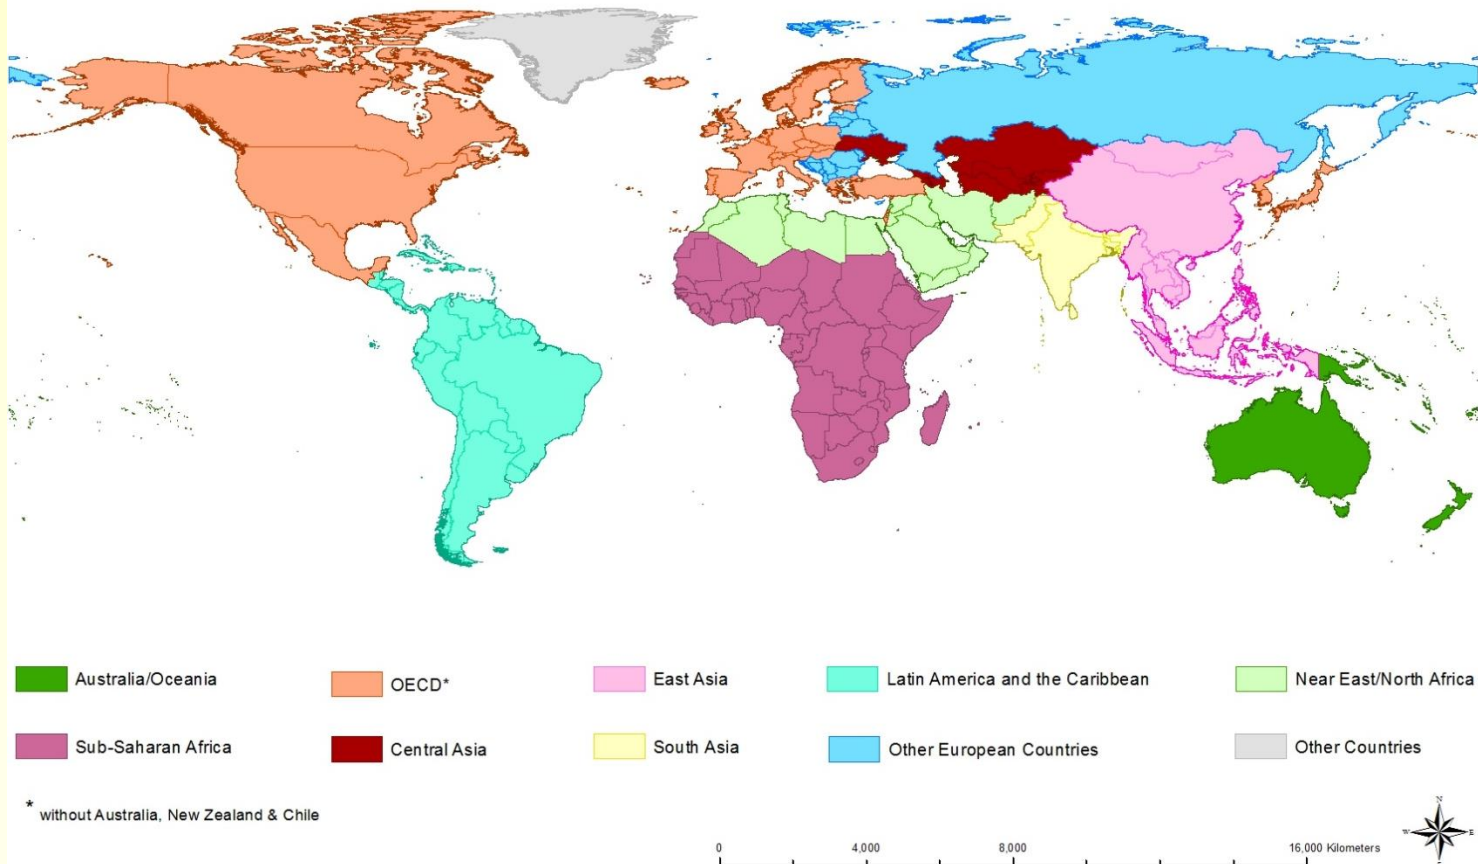 Australia/Oceania
OECD*
East Asia
Latin America and the Caribbean
Near East/North Africa
Sub-Saharan Africa
Central Asia
South Asia
Other European Countries
Other Countries
* without Australia, New Zealand & Chile
N
W E
S
0 4,000 8,000 16,000 Kilometers